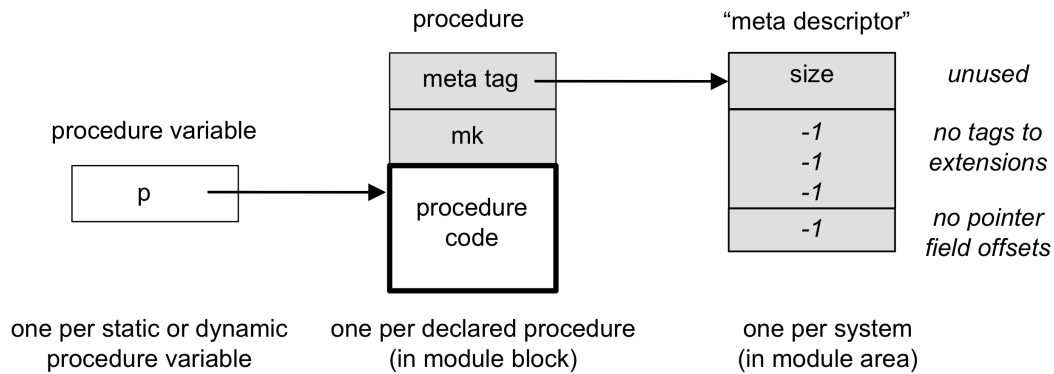 procedure
“meta descriptor”
meta tag
size
unused
procedure variable
mk
-1
no tags to
-1
extensions
-1
p
procedure
code
-1
no pointer
field offsets
one per static or dynamic
procedure variable
one per declared procedure
(in module block)
one per system
(in module area)